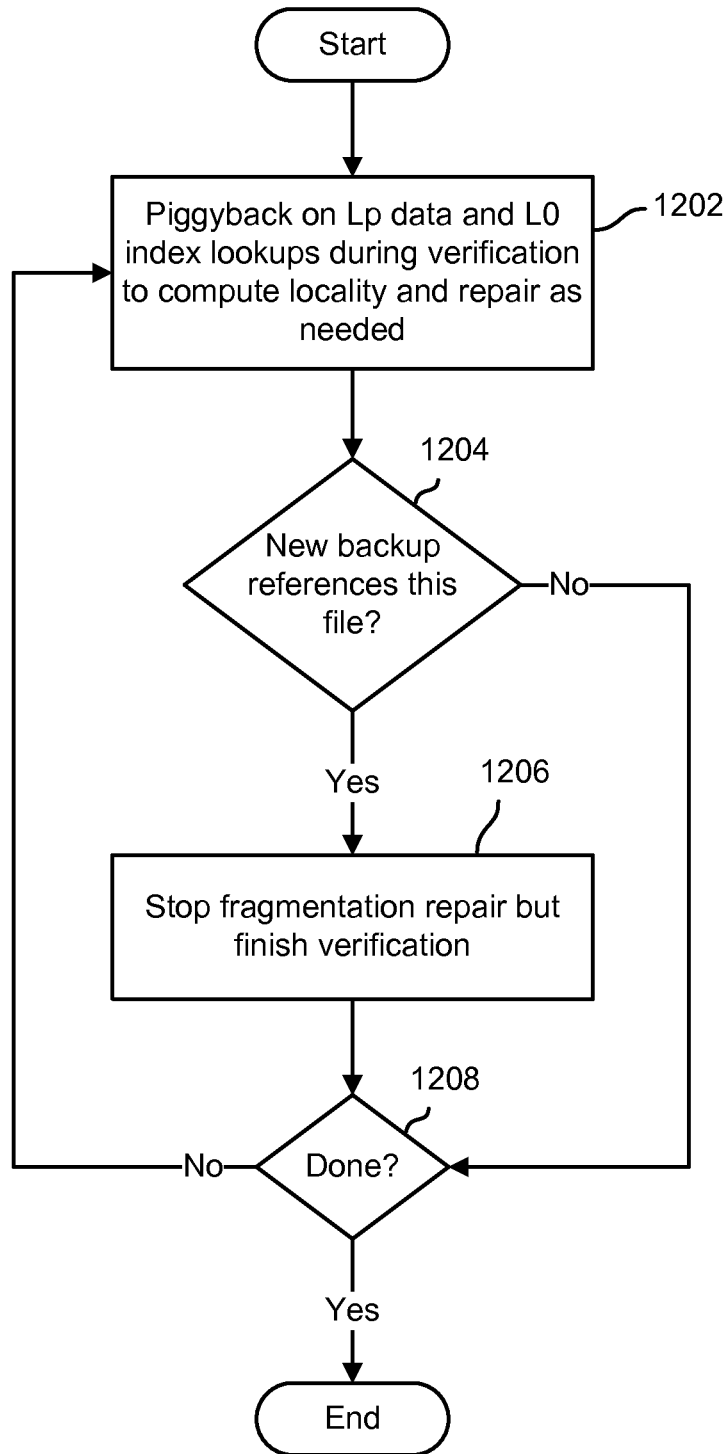 Start
Piggyback on Lp data and L0
index lookups during verification
to compute locality and repair as
needed
1202
1204
New backup
references this
file?
No
Yes
1206
Stop fragmentation repair but
finish verification
1208
Done?
No
Yes
End